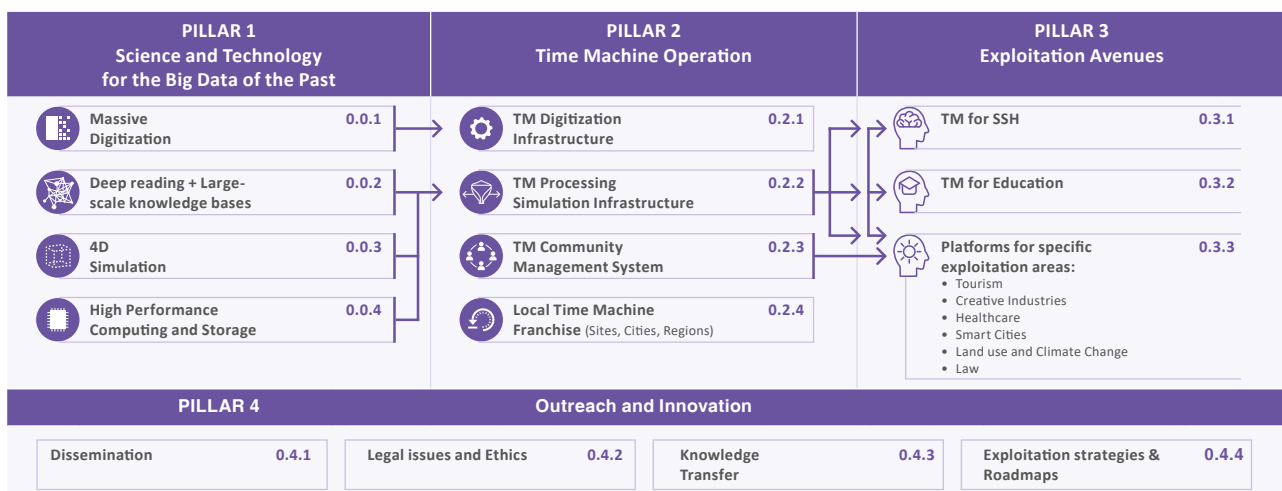 PILLAR 1
Science and Technology
for the Big Data of the Past
PILLAR 2
Time Machine Operation
PILLAR 3
Exploitation Avenues
Massive 0.0.1
Digitization
Deep reading + Large- 0.0.2
scale knowledge bases
4D 0.0.3
Simulation
High Performance 0.0.4
Computing and Storage
TM Digitization 0.2.1
Infrastructure
TM Processing 0.2.2
Simulation Infrastructure
TM Community 0.2.3
Management System
Local Time Machine 0.2.4
Franchise (Sites, Cities, Regions)
TM for SSH 0.3.1
TM for Education 0.3.2
Platforms for specific 0.3.3
exploitation areas:
• Tourism
• Creative Industries
• Healthcare
• Smart Cities
• Land use and Climate Change
• Law
PILLAR 4 Outreach and Innovation
Dissemination 0.4.1
Legal issues and Ethics 0.4.2
Knowledge 0.4.3
Transfer
Exploitation strategies & 0.4.4
Roadmaps